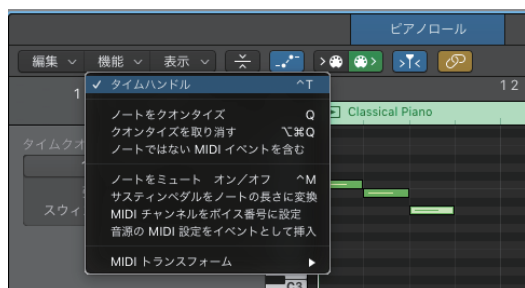 ピアノロール
編集 機能 表示
1
1 2
✓ タイムハンドル ^T
Classical Piano
ノートをクオンタイズ Q
クオンタイズを取り消す ⌥⌘Q
ノートではない MIDI イベントを含む
タイムクオ
ノートをミュート オン/オフ ^M
サスティンペダルをノートの長さに変換
MIDI チャンネルをボイス番号に設定
スウィ
音源の MIDI 設定をイベントとして挿入
MIDI トランスフォーム
C3